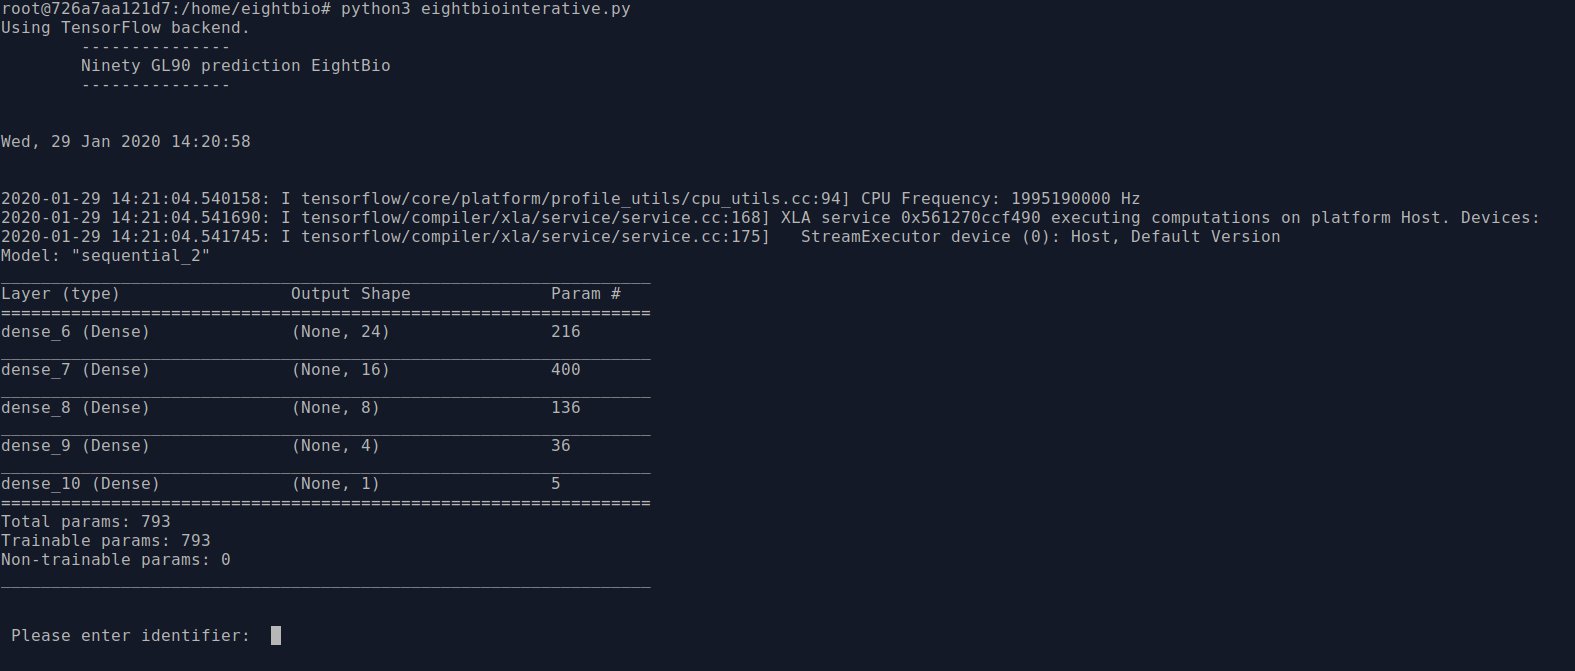 root@726a7aa121d7:/home/eightbio# python3 eightbiointerative.py
Using TensorFlow backend.
---------------
Ninety GL90 prediction EightBio
---------------
Wed, 29 Jan 2020 14:20:58
2020-01-29 14:21:04.540158: I tensorflow/core/platform/profile_utils/cpu_utils.cc:94] CPU Frequency: 1995190000 Hz
2020-01-29 14:21:04.541690: I tensorflow/compiler/xla/service/service.cc:168] XLA service 0x561270ccf490 executing computations on platform Host. Devices:
2020-01-29 14:21:04.541745: I tensorflow/compiler/xla/service/service.cc:175]   StreamExecutor device (0): Host, Default Version
Model: "sequential_2"
_________________________________________________________________
Layer (type)                 Output Shape              Param #
=================================================================
dense_6 (Dense)              (None, 24)                216
_________________________________________________________________
dense_7 (Dense)              (None, 16)                400
_________________________________________________________________
dense_8 (Dense)              (None, 8)                 136
_________________________________________________________________
dense_9 (Dense)              (None, 4)                 36
_________________________________________________________________
dense_10 (Dense)             (None, 1)                 5
=================================================================
Total params: 793
Trainable params: 793
Non-trainable params: 0
_________________________________________________________________
Please enter identifier: